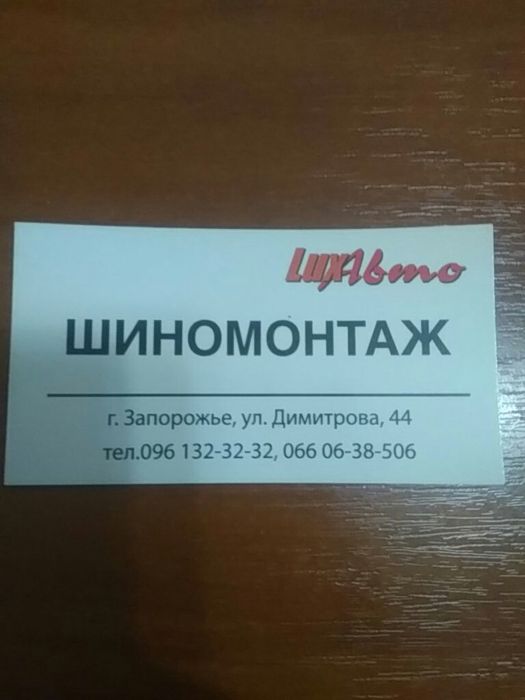 LuxАвто
ШИНОМОНТАЖ
г. Запорожье, ул. Димитрова, 44
тел.096 132-32-32, 066 06-38-506